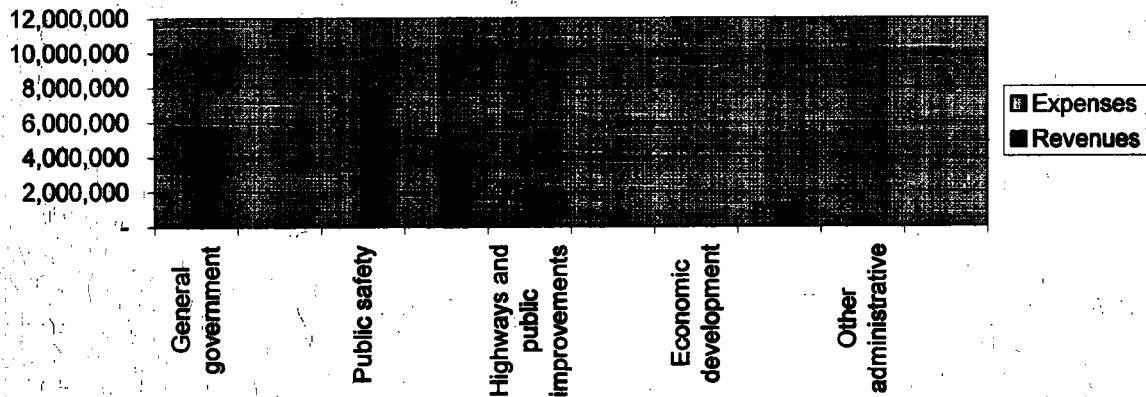 12,000,000
10,000,000
8,000,000
6,000,000
4,000,000
2,000,000
-
Expenses
Revenues
General
government
Public safety
Highways and
public
improvements
Economic
development
Other
administrative